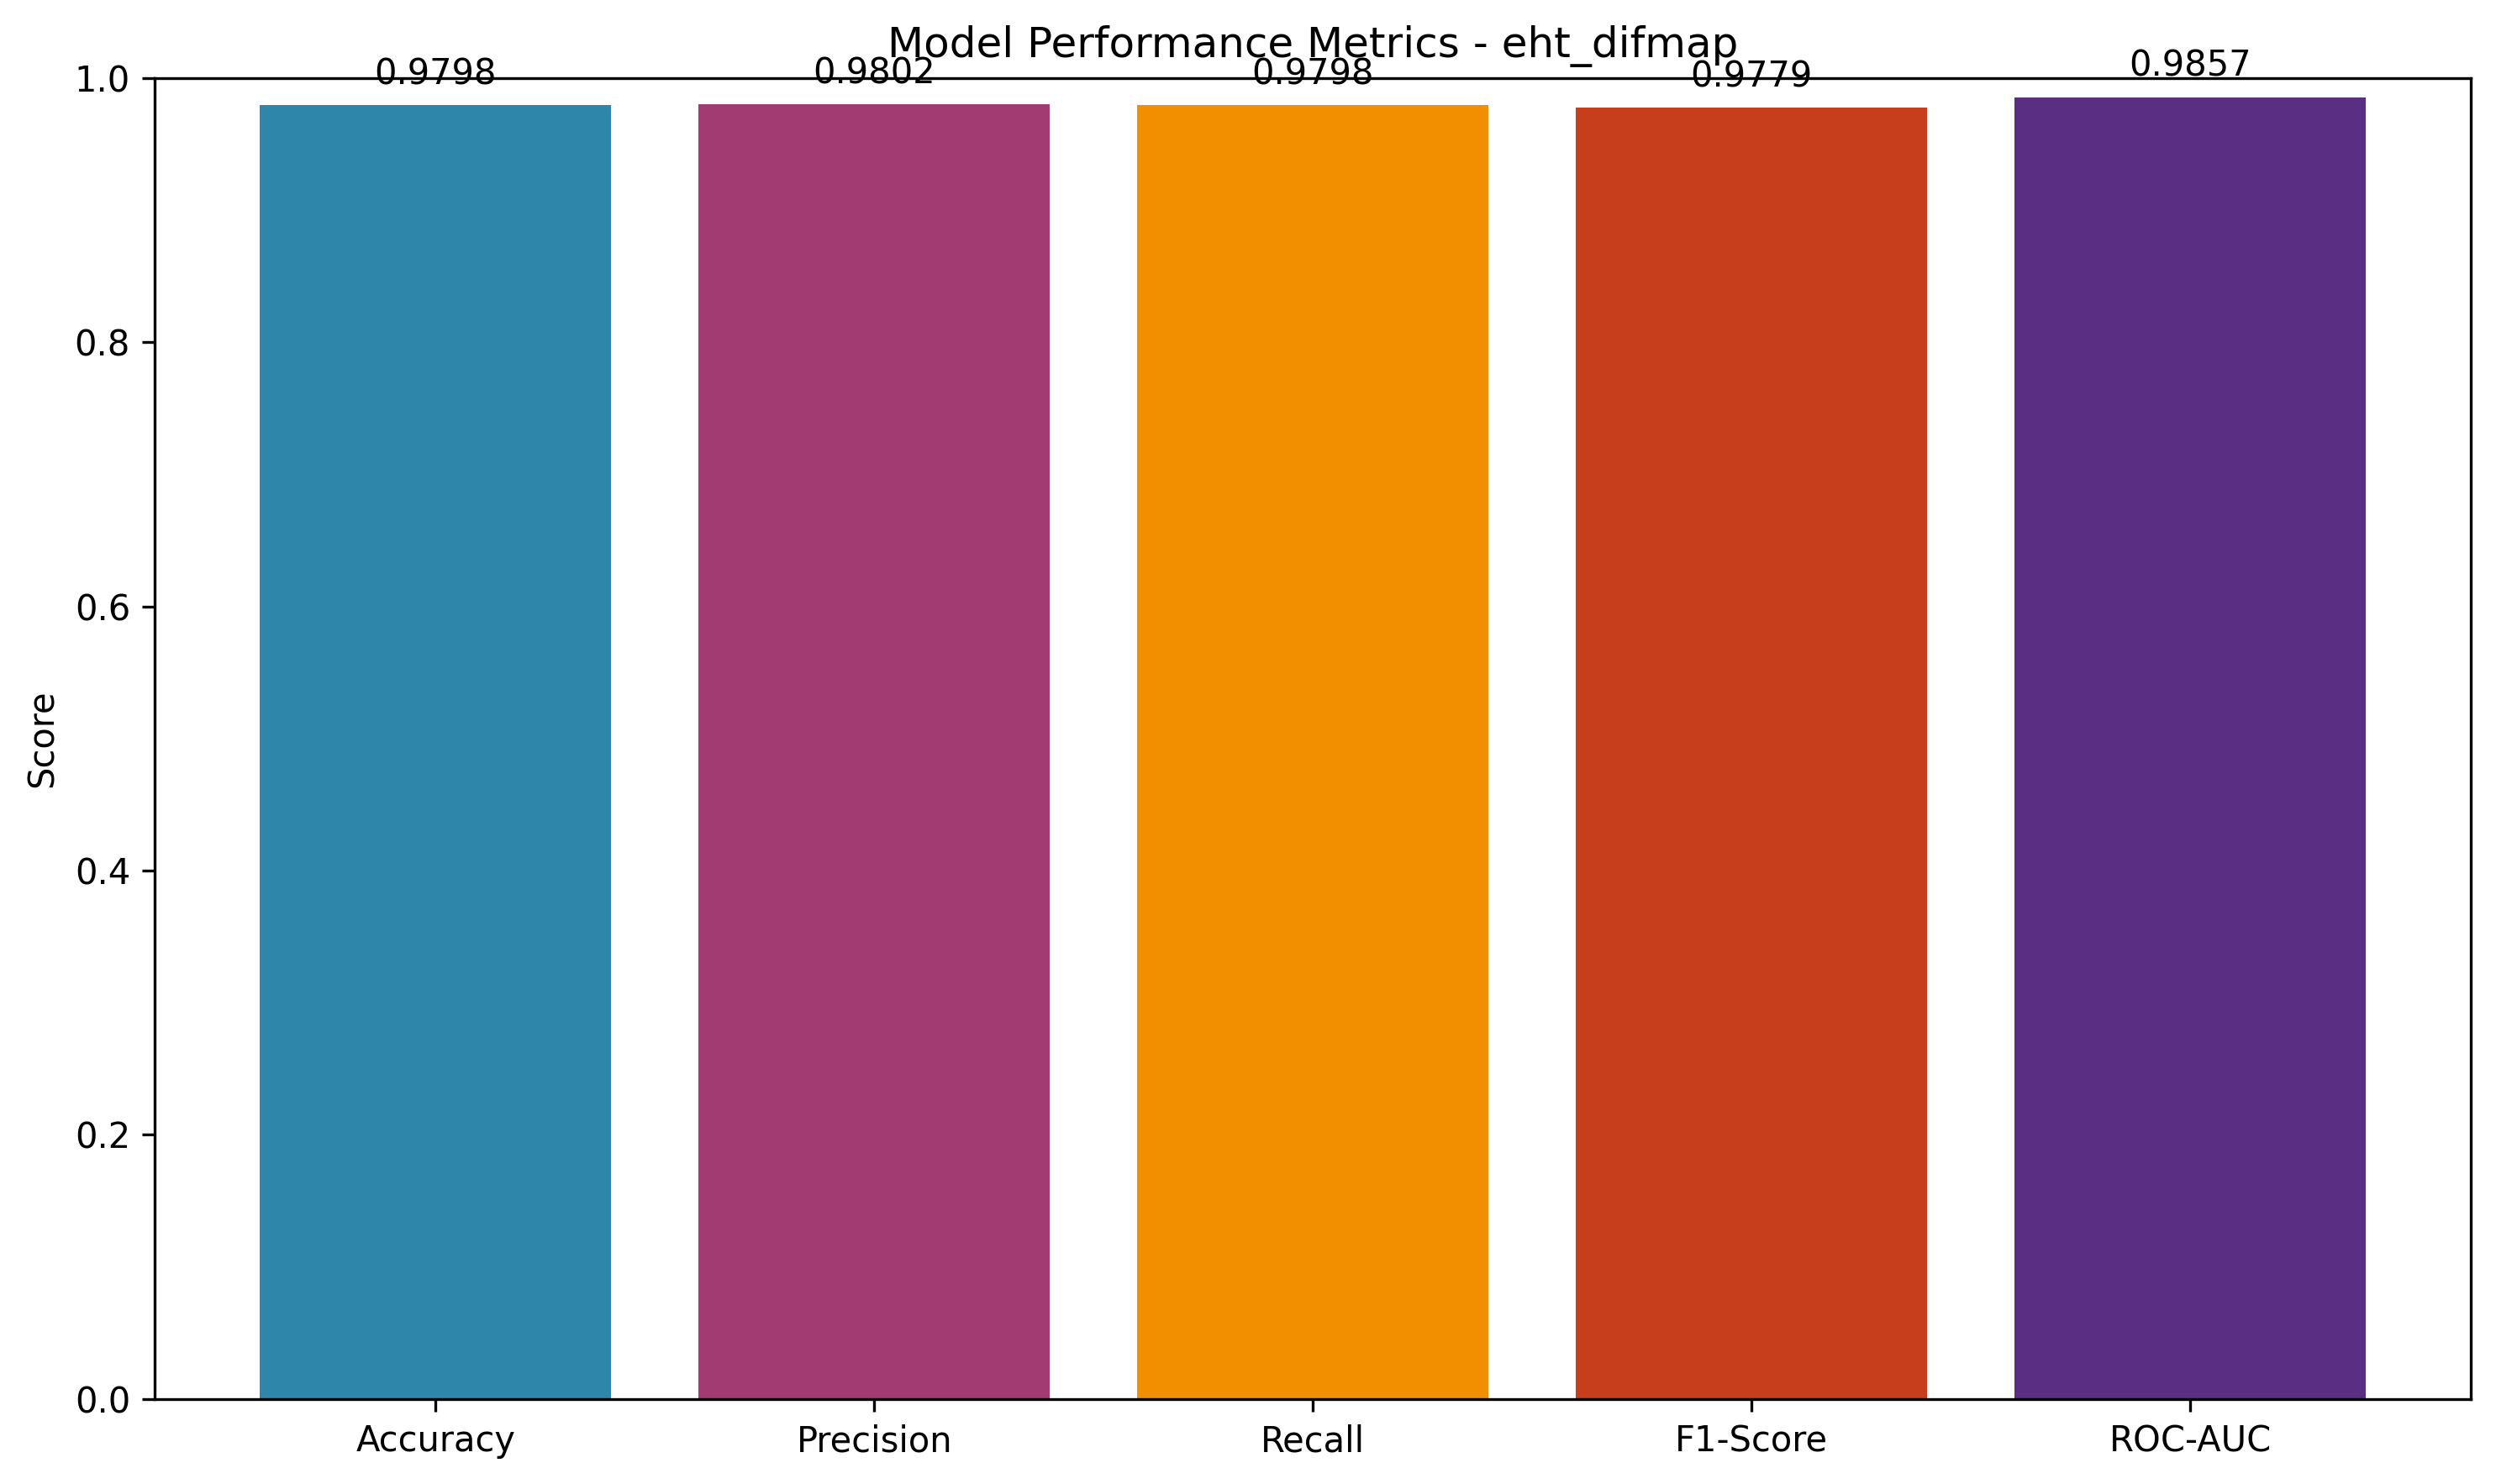 Model Performance Metrics - eht_difmap
0.9798
0.9802
0.9798
0.9779
0.9857
1.0
0.8
0.6
0.4
0.2
0.0
Score
Accuracy
Precision
Recall
F1-Score
ROC-AUC